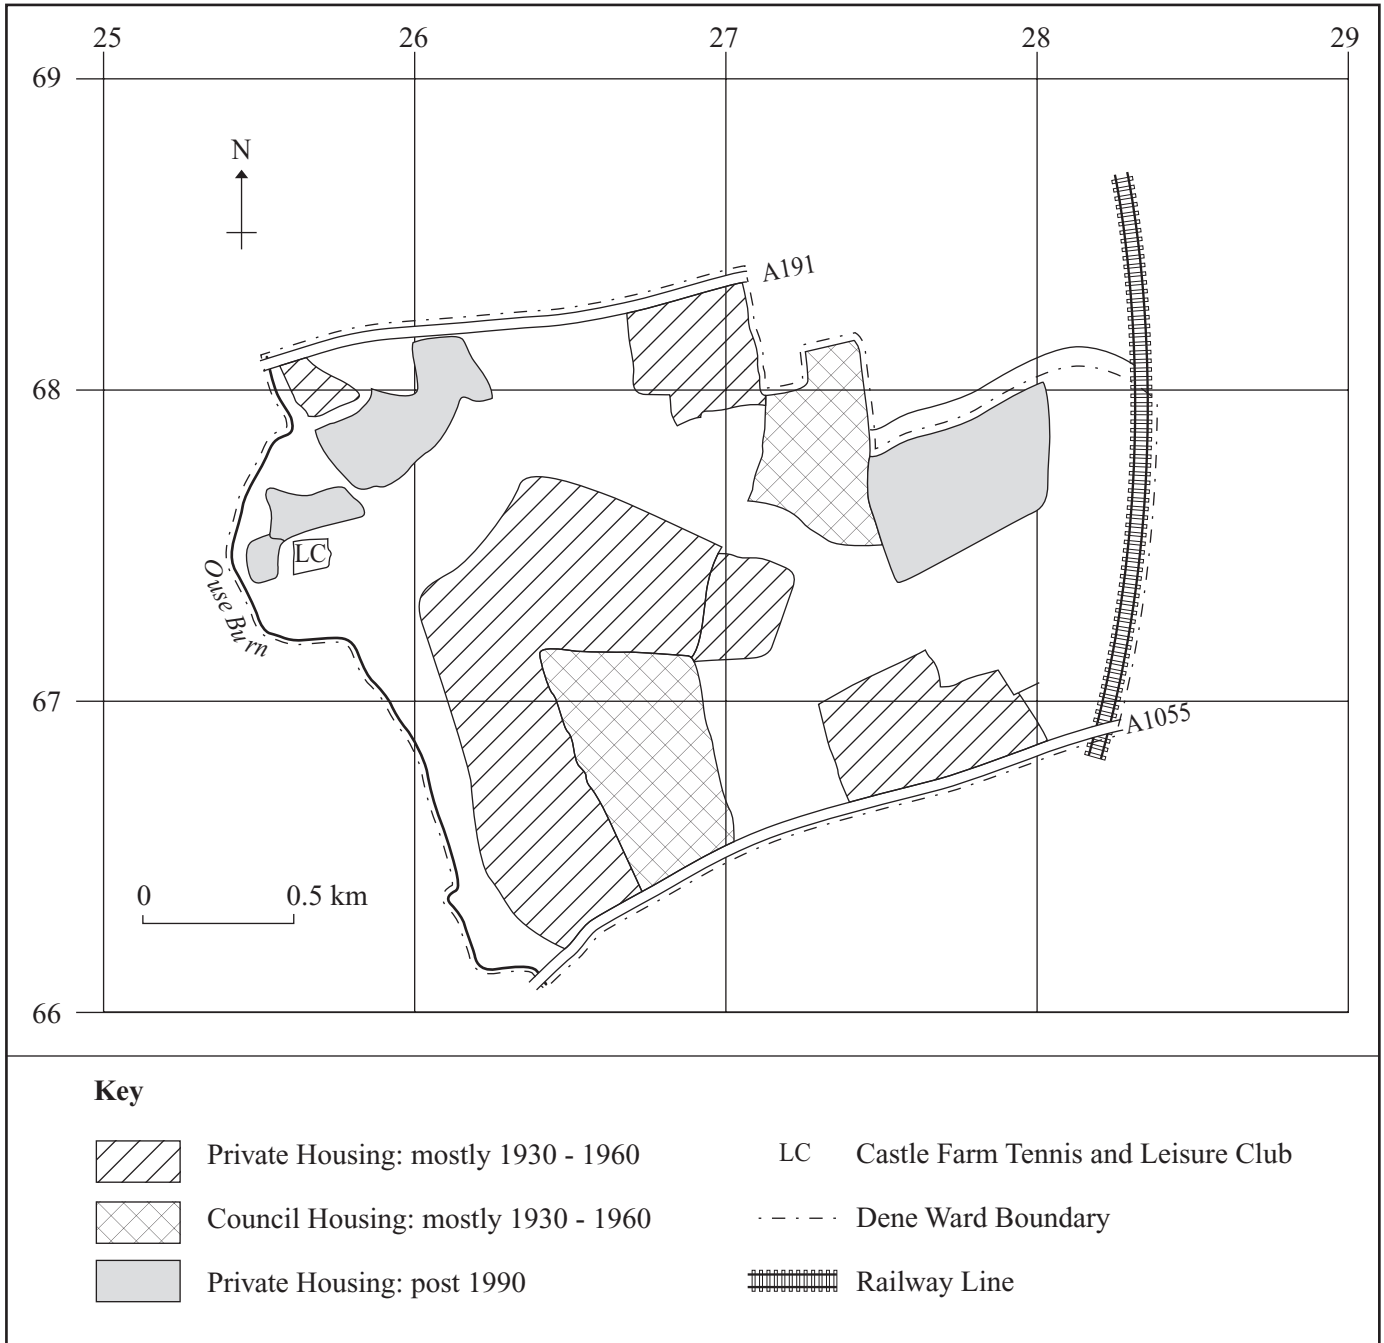 25 26 27 28 29
69
N
A191
68
LC
Ouse Burn
67
A1055
0 0.5 km
66
Key
Private Housing: mostly 1930 - 1960
LC Castle Farm Tennis and Leisure Club
Council Housing: mostly 1930 - 1960
Dene Ward Boundary
Private Housing: post 1990
Railway Line